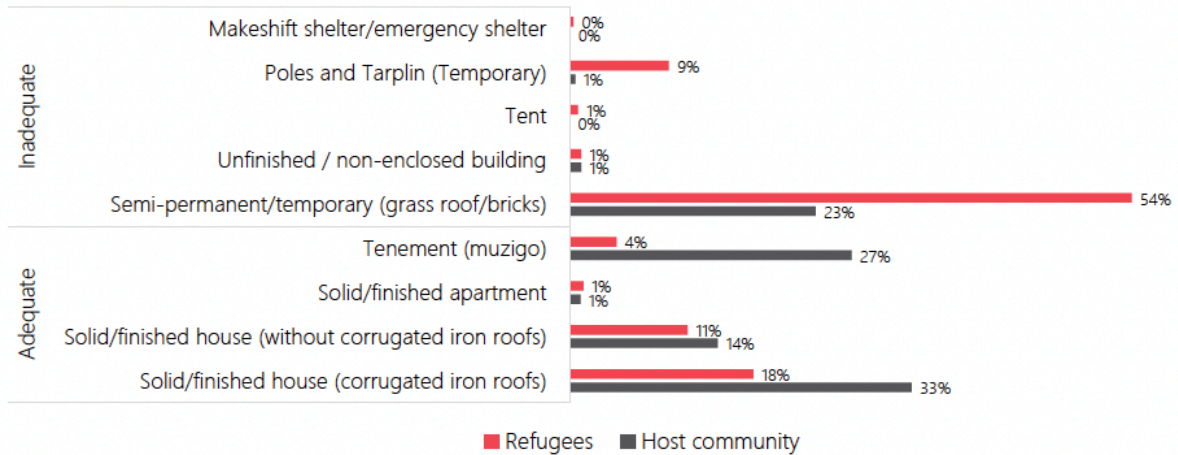 Inadequate
Makeshift shelter/emergency shelter 0% 0%
Poles and Tarplin (Temporary) 9% 1%
Tent 1% 0%
Unfinished / non-enclosed building 1% 1%
Semi-permanent/temporary (grass roof/bricks) 54% 23%
Adequate
Tenement (muzigo) 4% 27%
Solid/finished apartment 1% 1%
Solid/finished house (without corrugated iron roofs) 11% 14%
Solid/finished house (corrugated iron roofs) 18% 33%
Refugees Host community